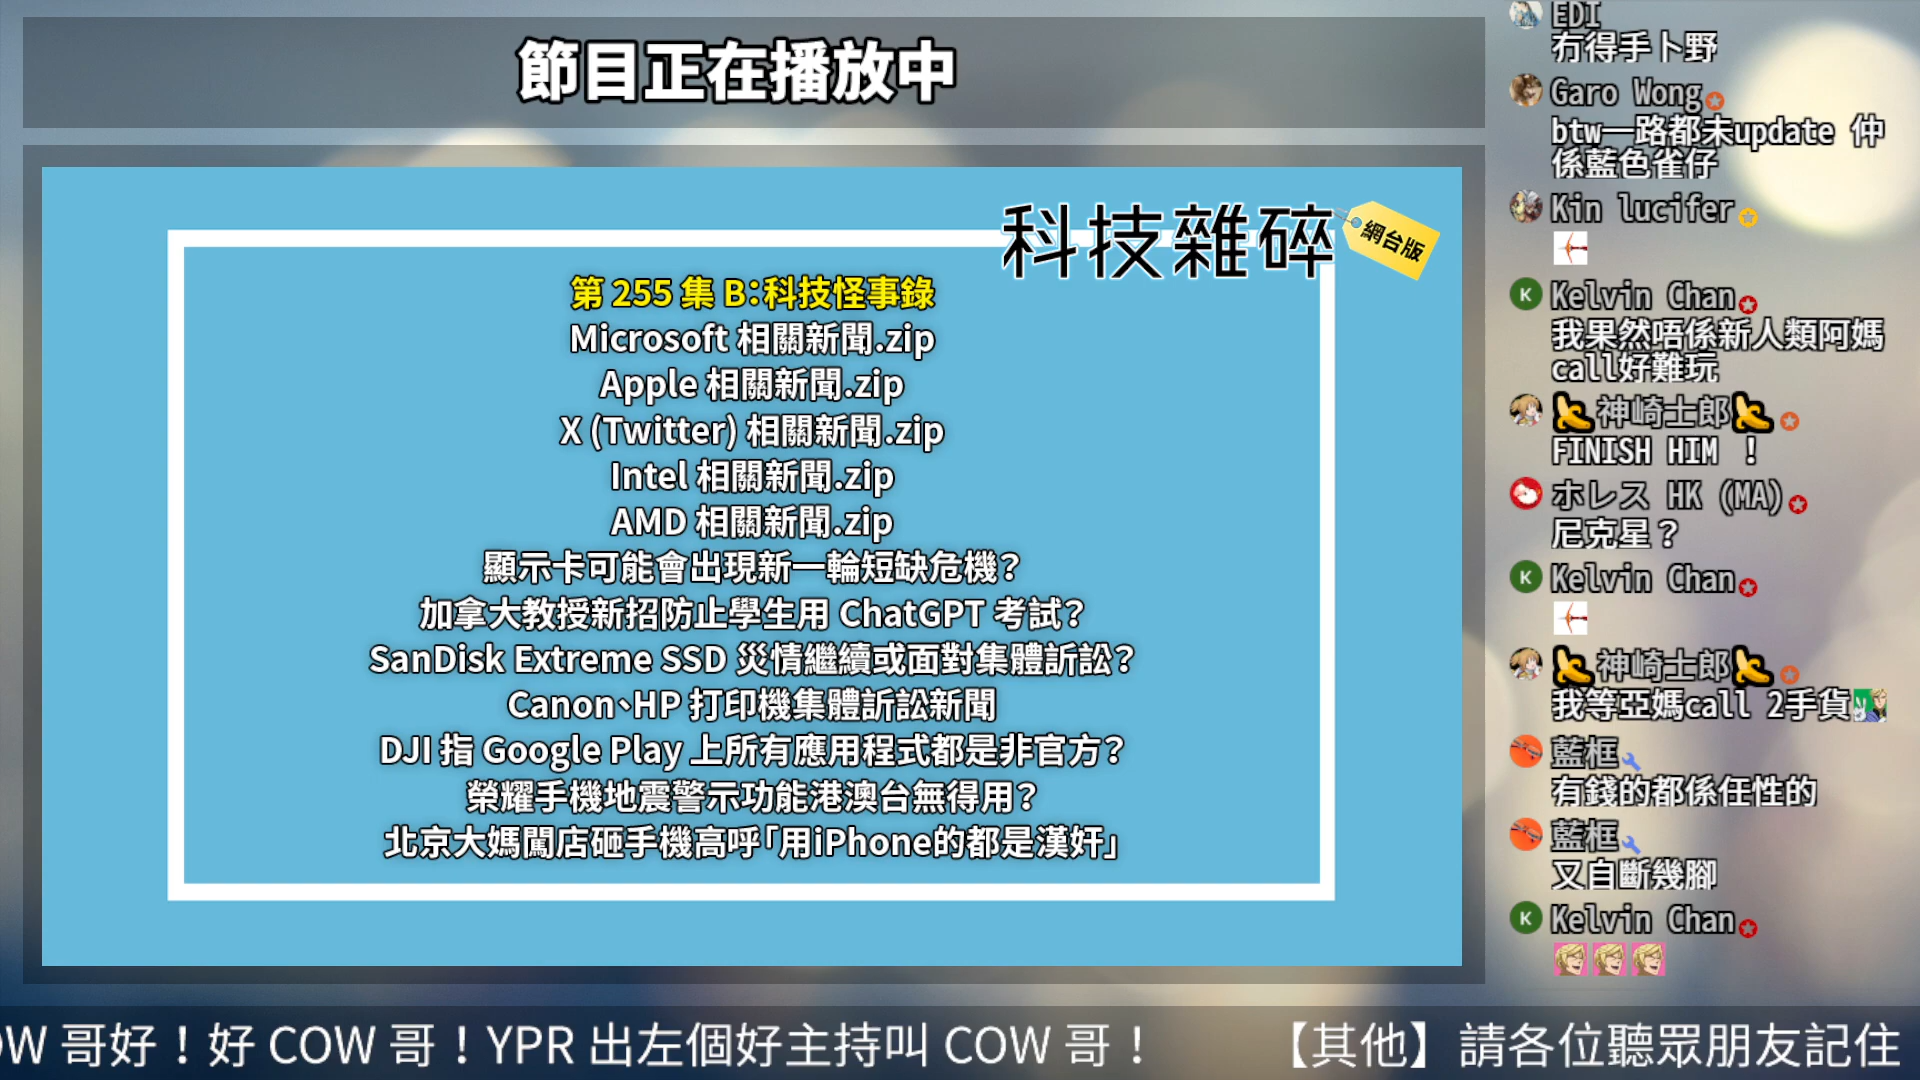 節目正在播放中
科技雜碎
網台版
第 255 集 B：科技怪事錄
Microsoft 相關新聞.zip
Apple 相關新聞.zip
X (Twitter) 相關新聞.zip
Intel 相關新聞.zip
AMD 相關新聞.zip
顯示卡可能會出現新一輪短缺危機？
加拿大教授新招防止學生用 ChatGPT 考試？
SanDisk Extreme SSD 災情繼續或面對集體訴訟？
Canon、HP 打印機集體訴訟新聞
DJI 指 Google Play 上所有應用程式都是非官方？
榮耀手機地震警示功能港澳台無得用？
北京大媽闖店砸手機高呼「用iPhone的都是漢奸」
EDI
冇得手卜野
Garo Wong
btw一路都未update 仲
係藍色雀仔
Kin lucifer
K
Kelvin Chan
我果然唔係新人類阿媽
call好難玩
🍌神崎士郎🍌
FINISH HIM ！
ホレス HK (MA)
尼克星？
K
Kelvin Chan
🍌神崎士郎🍌
我等亞媽call 2手貨
藍框
有錢的都係任性的
藍框
又自斷幾腳
K
Kelvin Chan
OW 哥好！好 COW 哥！YPR 出左個好主持叫 COW 哥！ 【其他】請各位聽眾朋友記住